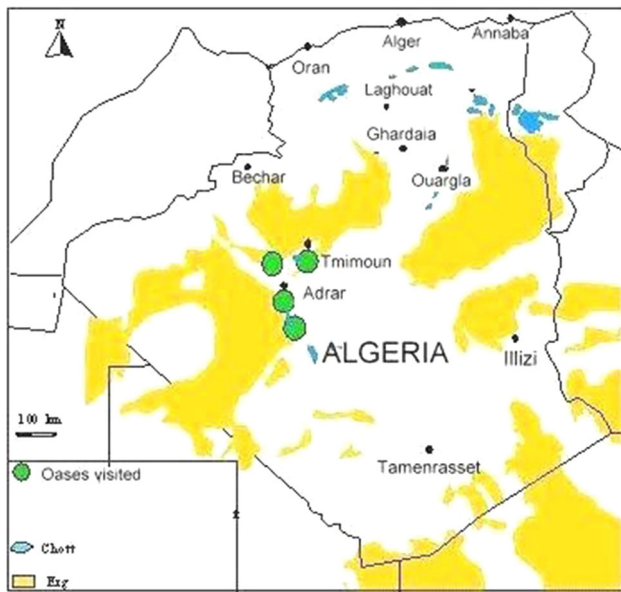 N
Alger
Annaba
Oran
Laghouat
Ghardaia
Bechar
Ouargla
Tmimoun
Adrar
ALGERIA
Illizi
100 km
Tamenrasset
Oases visited
Chott
Erg